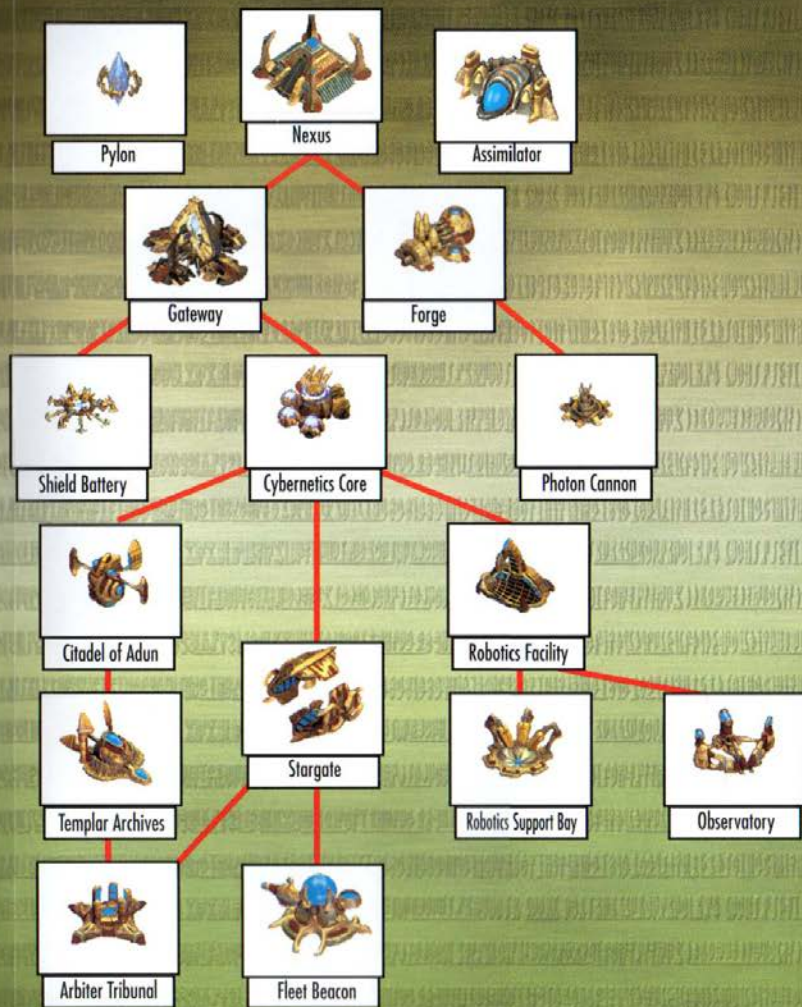 Pylon
Nexus
Assimilator
Gateway
Forge
Shield Battery
Cybernetics Core
Photon Cannon
Citadel of Adun
Robotics Facility
Templar Archives
Stargate
Robotics Support Bay
Observatory
Arbiter Tribunal
Fleet Beacon